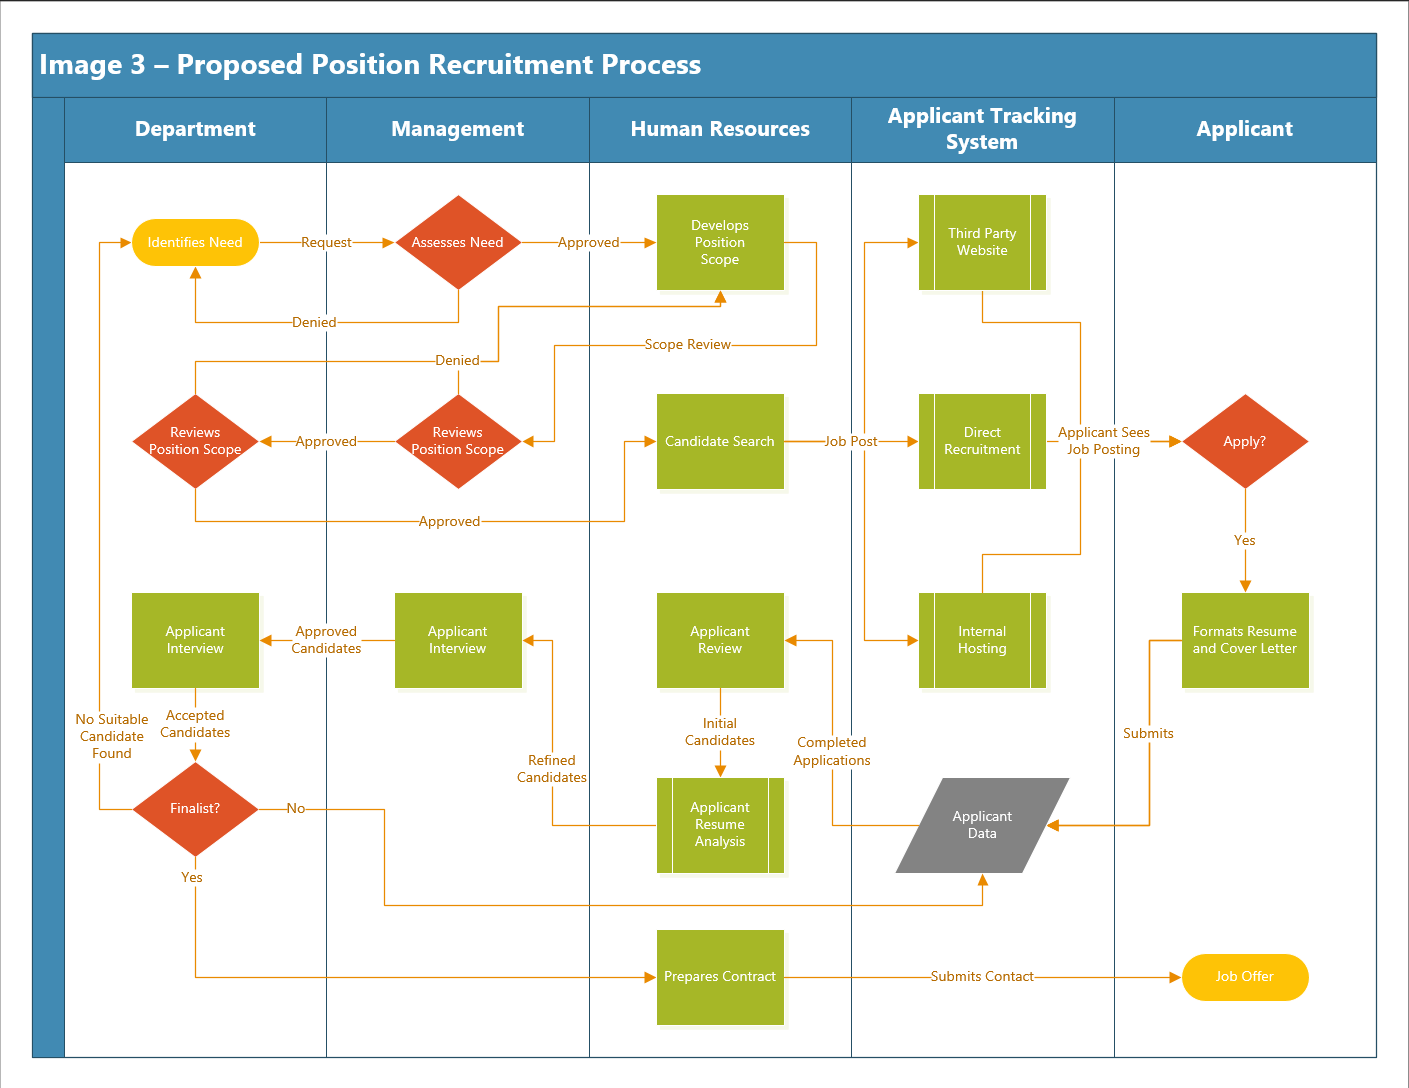 Image 3 – Proposed Position Recruitment Process
Department
Management
Human Resources
Applicant Tracking
System
Applicant
Identifies Need
Request
Assesses Need
Approved
Develops
Position
Scope
Third Party
Website
Denied
Scope Review
Denied
Reviews
Position Scope
Approved
Reviews
Position Scope
Candidate Search
Job Post
Direct
Recruitment
Applicant Sees
Job Posting
Apply?
Approved
Yes
Applicant
Interview
Approved
Candidates
Applicant
Interview
Applicant
Review
Internal
Hosting
Formats Resume
and Cover Letter
No Suitable
Candidate
Found
Accepted
Candidates
Refined
Candidates
Initial
Candidates
Completed
Applications
Submits
Finalist?
No
Applicant
Resume
Analysis
Applicant
Data
Yes
Prepares Contract
Submits Contact
Job Offer